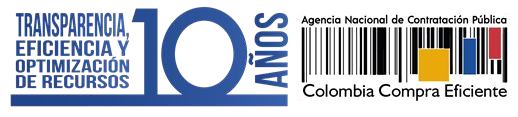 TRANSPARENCIA,
EFICIENCIA Y
OPTIMIZACIÓN
DE RECURSOS
10
AÑOS
Agencia Nacional de Contratación Pública
Colombia Compra Eficiente